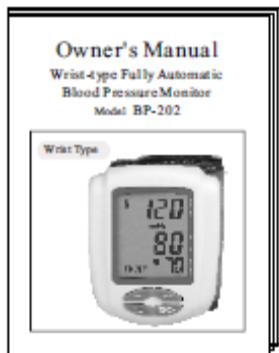 Owner's Manual
Wrist-type Fully Automatic
Blood Pressure Monitor
Model BP-202
Wrist Type
120
80
70